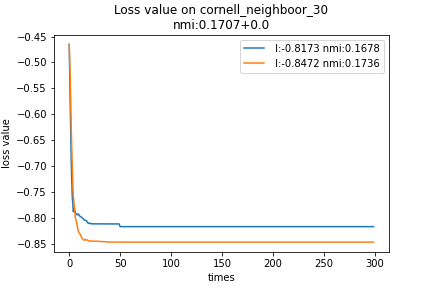 Loss value on cornell_neighboor_30
nmi:0.1707+0.0
l:-0.8173 nmi:0.1678
l:-0.8472 nmi:0.1736
loss value
−0.45
−0.50
−0.55
−0.60
−0.65
−0.70
−0.75
−0.80
−0.85
0 50 100 150 200 250 300
times